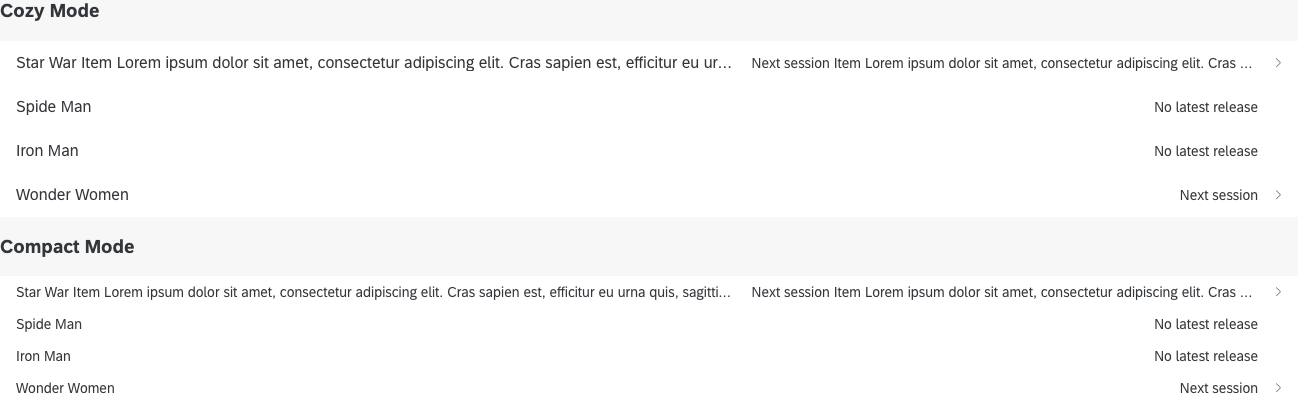 Cozy Mode
Star War Item Lorem ipsum dolor sit amet, consectetur adipiscing elit. Cras sapien est, efficitur eu ur... Next session Item Lorem ipsum dolor sit amet, consectetur adipiscing elit. Cras ...
Spide Man No latest release
Iron Man No latest release
Wonder Women Next session
Compact Mode
Star War Item Lorem ipsum dolor sit amet, consectetur adipiscing elit. Cras sapien est, efficitur eu urna quis, sagitti... Next session Item Lorem ipsum dolor sit amet, consectetur adipiscing elit. Cras ...
Spide Man No latest release
Iron Man No latest release
Wonder Women Next session